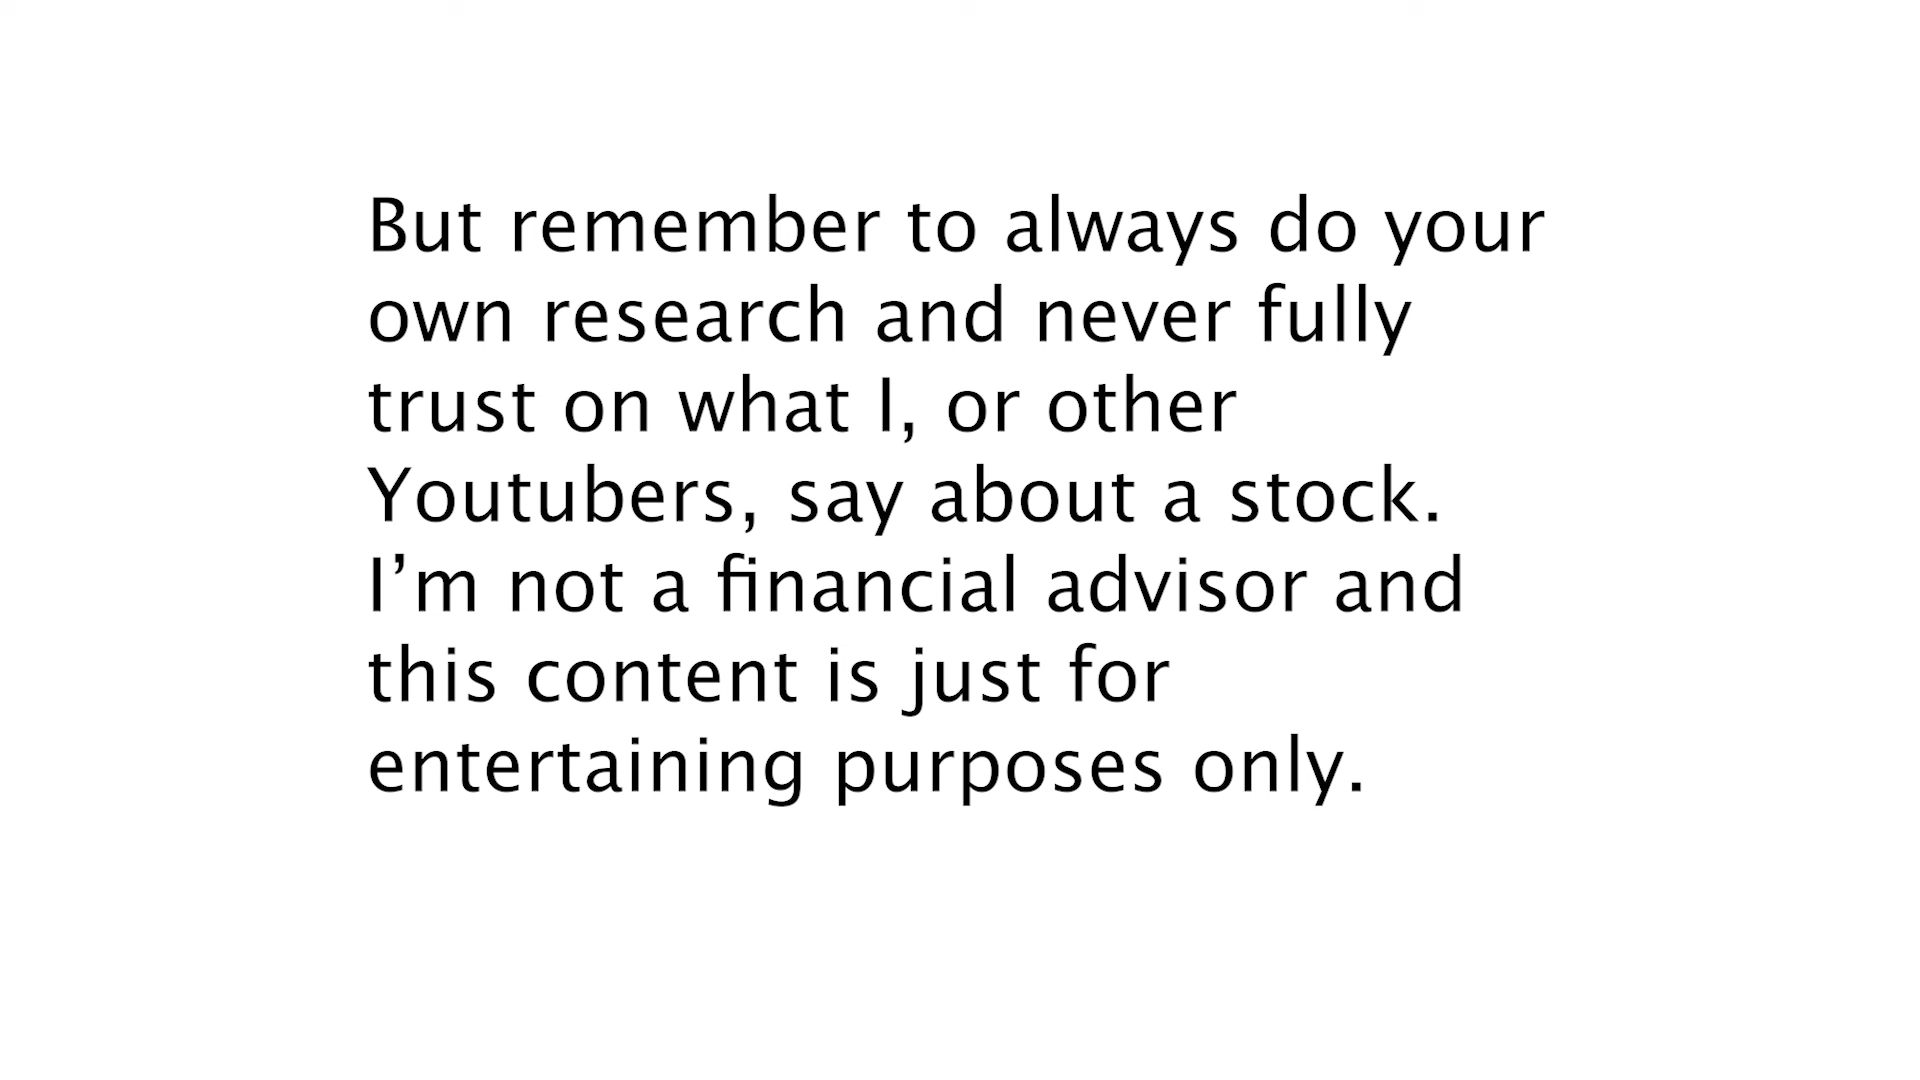 But remember to always do your
own research and never fully
trust on what I, or other
Youtubers, say about a stock.
I’m not a financial advisor and
this content is just for
entertaining purposes only.